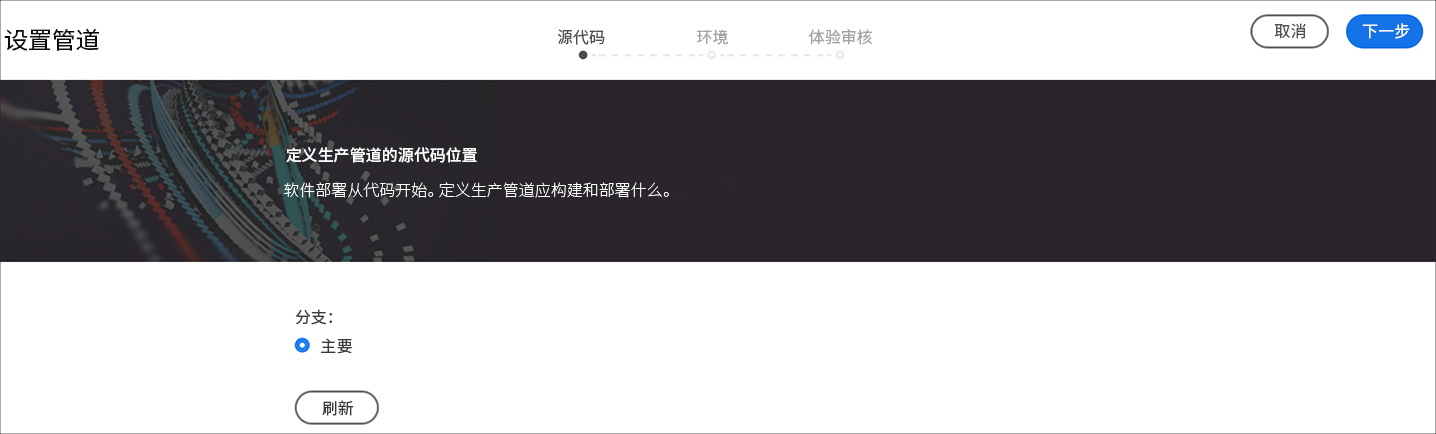 设置管道
源代码
环境
体验审核
取消
下一步
定义生产管道的源代码位置
软件部署从代码开始。定义生产管道应构建和部署什么。
分支：
主要
刷新